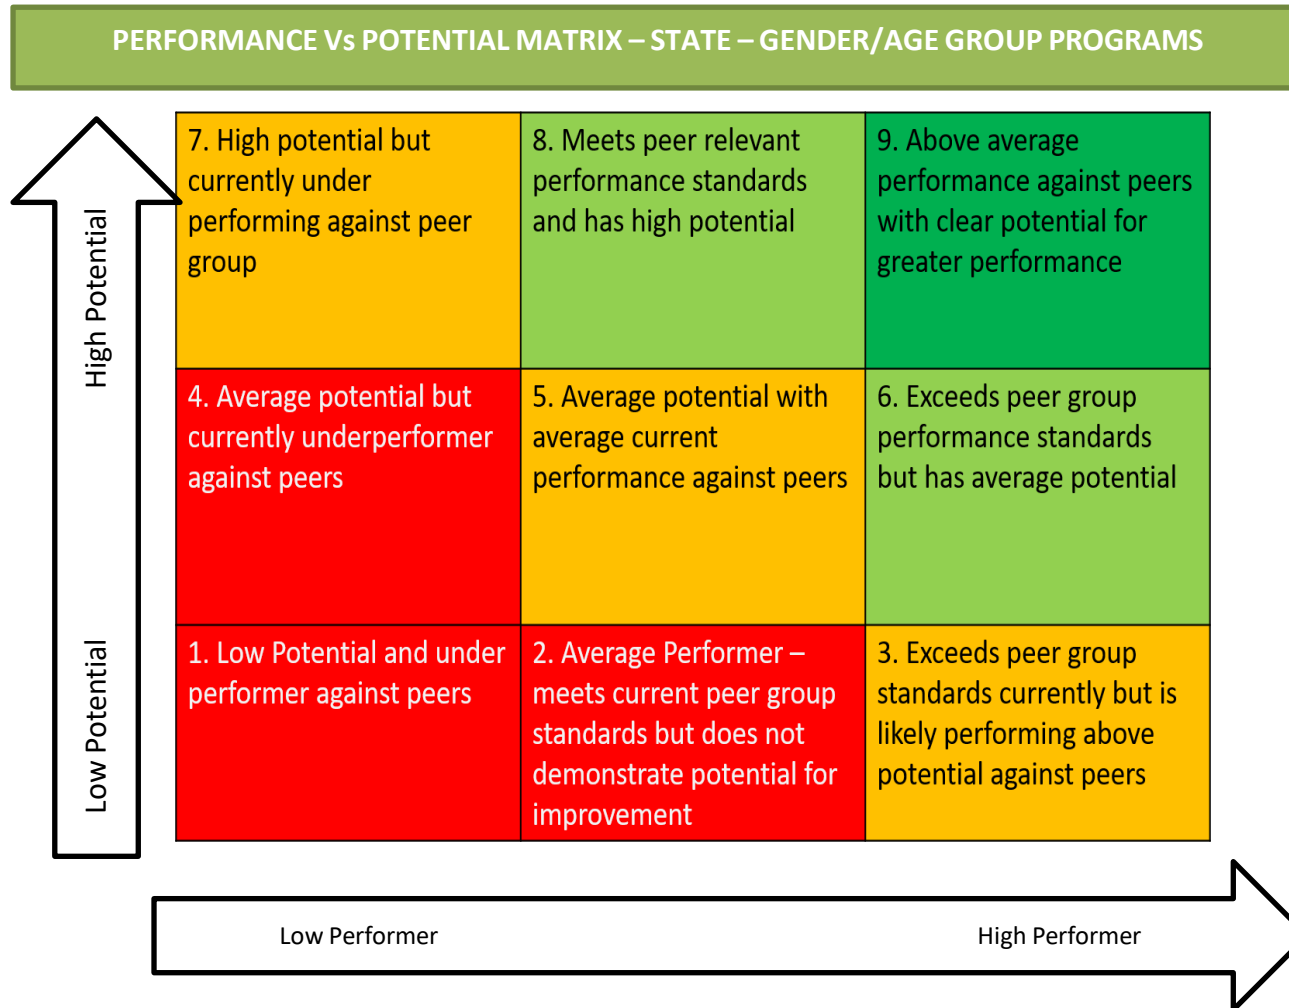 PERFORMANCE Vs POTENTIAL MATRIX – STATE – GENDER/AGE GROUP PROGRAMS
High Potential
Low Potential
7. High potential but
currently under
performing against peer
group
8. Meets peer relevant
performance standards
and has high potential
9. Above average
performance against peers
with clear potential for
greater performance
4. Average potential but
currently underperformer
against peers
5. Average potential with
average current
performance against peers
6. Exceeds peer group
performance standards
but has average potential
1. Low Potential and under
performer against peers
2. Average Performer –
meets current peer group
standards but does not
demonstrate potential for
improvement
3. Exceeds peer group
standards currently but is
likely performing above
potential against peers
Low Performer
High Performer